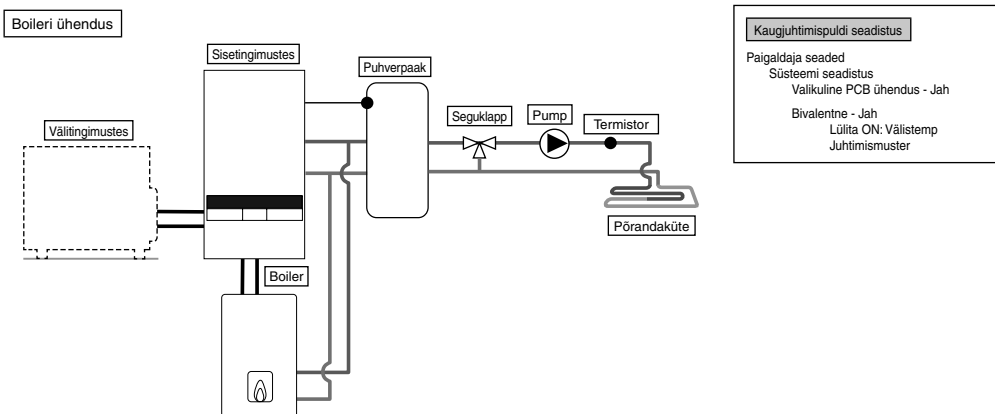 Boileri ühendus
Sisetingimustes
Puhverpaak
Seguklapp
Pump
Termistor
Välitingimustes
Põrandaküte
Boiler
Kaugjuhtimispuldi seadistus
Paigaldaja seaded
Süsteemi seadistus
Valikuline PCB ühendus - Jah
Bivalentne - Jah
Lülita ON: Välistemp
Juhtimismuster